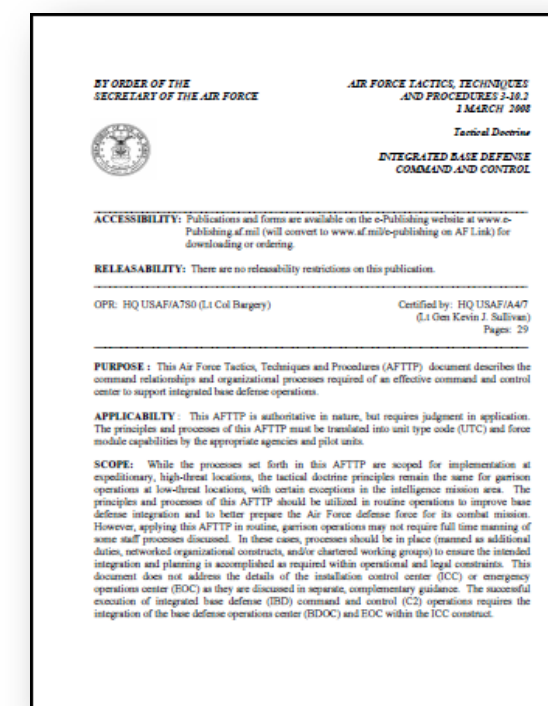 BY ORDER OF THE
SECRETARY OF THE AIR FORCE
AIR FORCE TACTICS, TECHNIQUES
AND PROCEDURES 3-10.2
1 MARCH 2008
Tactical Doctrine
INTEGRATED BASE DEFENSE
COMMAND AND CONTROL
ACCESSIBILITY: Publications and forms are available on the e-Publishing website at www.e-
Publishing.af.mil (will convert to www.af.mil/e-publishing on AF Link) for
downloading or ordering.
RELEASABILITY: There are no releasability restrictions on this publication.
OPR: HQ USAF/A7S0 (Lt Col Bargery)
Certified by: HQ USAF/A4/7
(Lt Gen Kevin J. Sullivan)
Pages: 29
PURPOSE : This Air Force Tactics, Techniques and Procedures (AFTTP) document describes the
command relationships and organizational processes required of an effective command and control
center to support integrated base defense operations.
APPLICABILTY : This AFTTP is authoritative in nature, but requires judgment in application.
The principles and processes of this AFTTP must be translated into unit type code (UTC) and force
module capabilities by the appropriate agencies and pilot units.
SCOPE: While the processes set forth in this AFTTP are scoped for implementation at
expeditionary, high-threat locations, the tactical doctrine principles remain the same for garrison
operations at low-threat locations, with certain exceptions in the intelligence mission area. The
principles and processes of this AFTTP should be utilized in routine operations to improve base
defense integration and to better prepare the Air Force defense force for its combat mission.
However, applying this AFTTP in routine, garrison operations may not require full time manning of
some staff processes discussed. In these cases, processes should be in place (manned as additional
duties, networked organizational constructs, and/or chartered working groups) to ensure the intended
integration and planning is accomplished as required within operational and legal constraints. This
document does not address the details of the installation control center (ICC) or emergency
operations center (EOC) as they are discussed in separate, complementary guidance. The successful
execution of integrated base defense (IBD) command and control (C2) operations requires the
integration of the base defense operations center (BDOC) and EOC within the ICC construct.